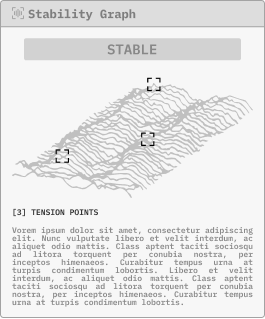 Stability Graph
STABLE
[3] TENSION POINTS
Vorem ipsum dolor sit amet, consectetur adipiscing
elit. Nunc vulputate libero et velit interdum, ac
aliquet odio mattis. Class aptent taciti sociosqu
ad litora torquent per conubia nostra, per
inceptos himenaeos. Curabitur tempus urna at
turpis condimentum lobortis. Libero et velit
interdum, ac aliquet odio mattis. Class aptent
taciti sociosqu ad litora torquent per conubia
nostra, per inceptos himenaeos. Curabitur tempus
urna at turpis condimentum lobortis.